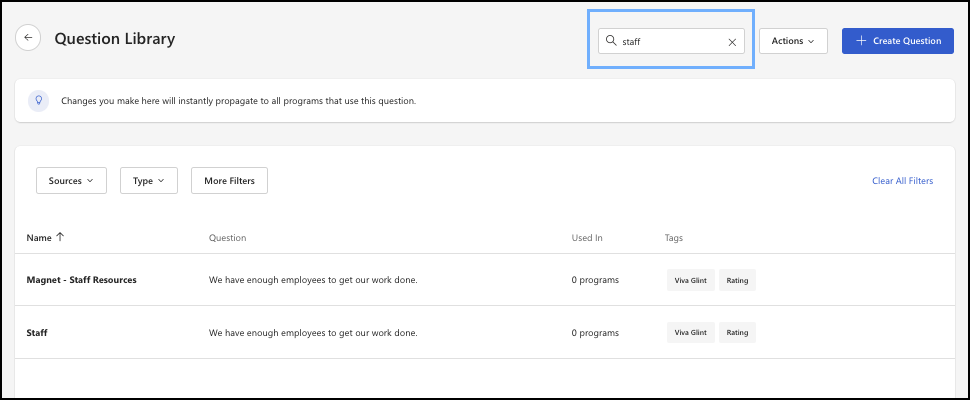 Question Library
staff
Actions
Create Question
Changes you make here will instantly propagate to all programs that use this question.
Sources Type More Filters Clear All Filters
Name Question Used In Tags
Magnet - Staff Resources We have enough employees to get our work done. 0 programs Viva Glint Rating
Staff We have enough employees to get our work done. 0 programs Viva Glint Rating